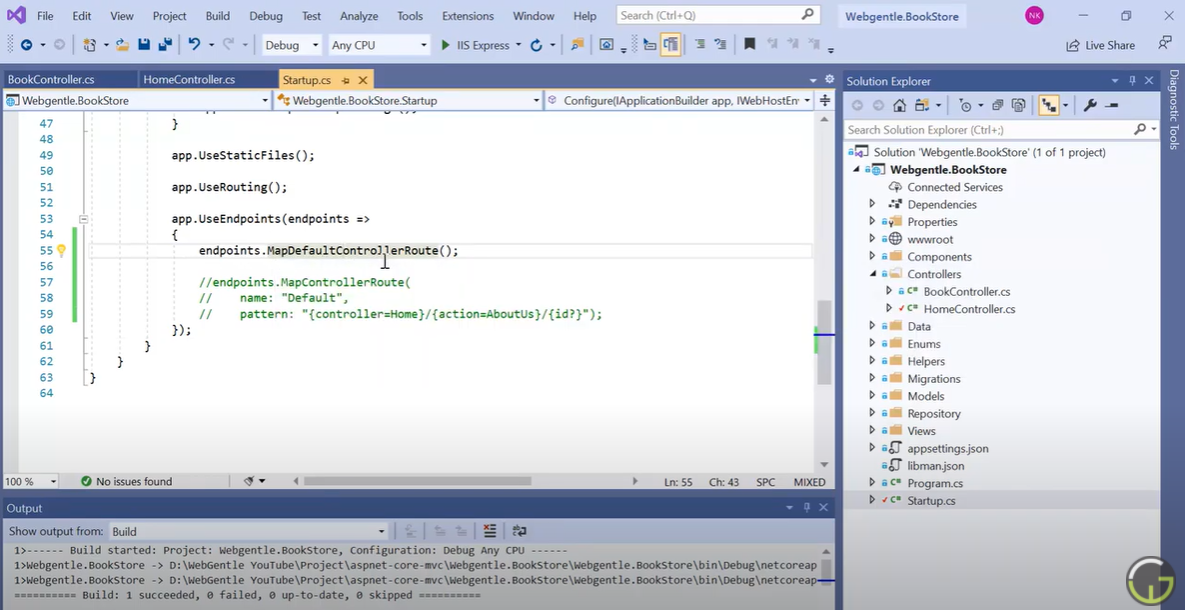 File Edit View Project Build Debug Test Analyze Tools Extensions Window Help Search (Ctrl+Q) Webgentle.BookStore NK
Debug Any CPU IIS Express Live Share
BookController.cs HomeController.cs Startup.cs
Webgentle.BookStore Webgentle.BookStore.Startup Configure(IApplicationBuilder app, IWebHostEn
47 }
48
49 app.UseStaticFiles();
50
51 app.UseRouting();
52
53 app.UseEndpoints(endpoints =>
54 {
55 endpoints.MapDefaultControllerRoute();
56
57 //endpoints.MapControllerRoute(
58 // name: "Default",
59 // pattern: "{controller=Home}/{action=AboutUs}/{id?}");
60 });
61 }
62 }
63 }
64
100 % No issues found Ln: 55 Ch: 43 SPC MIXED
Output
Show output from: Build
1>------ Build started: Project: Webgentle.BookStore, Configuration: Debug Any CPU ------
1>Webgentle.BookStore -> D:\WebGentle YouTube\Project\aspnet-core-mvc\Webgentle.BookStore\Webgentle.BookStore\bin\Debug\netcoreap
1>Webgentle.BookStore -> D:\WebGentle YouTube\Project\aspnet-core-mvc\Webgentle.BookStore\Webgentle.BookStore\bin\Debug\netcoreap
========== Build: 1 succeeded, 0 failed, 0 up-to-date, 0 skipped ==========
Solution Explorer
Search Solution Explorer (Ctrl+;)
Solution 'Webgentle.BookStore' (1 of 1 project)
Webgentle.BookStore
Connected Services
Dependencies
Properties
wwwroot
Components
Controllers
BookController.cs
HomeController.cs
Data
Enums
Helpers
Migrations
Models
Repository
Views
appsettings.json
libman.json
Program.cs
Startup.cs
Diagnostic Tools